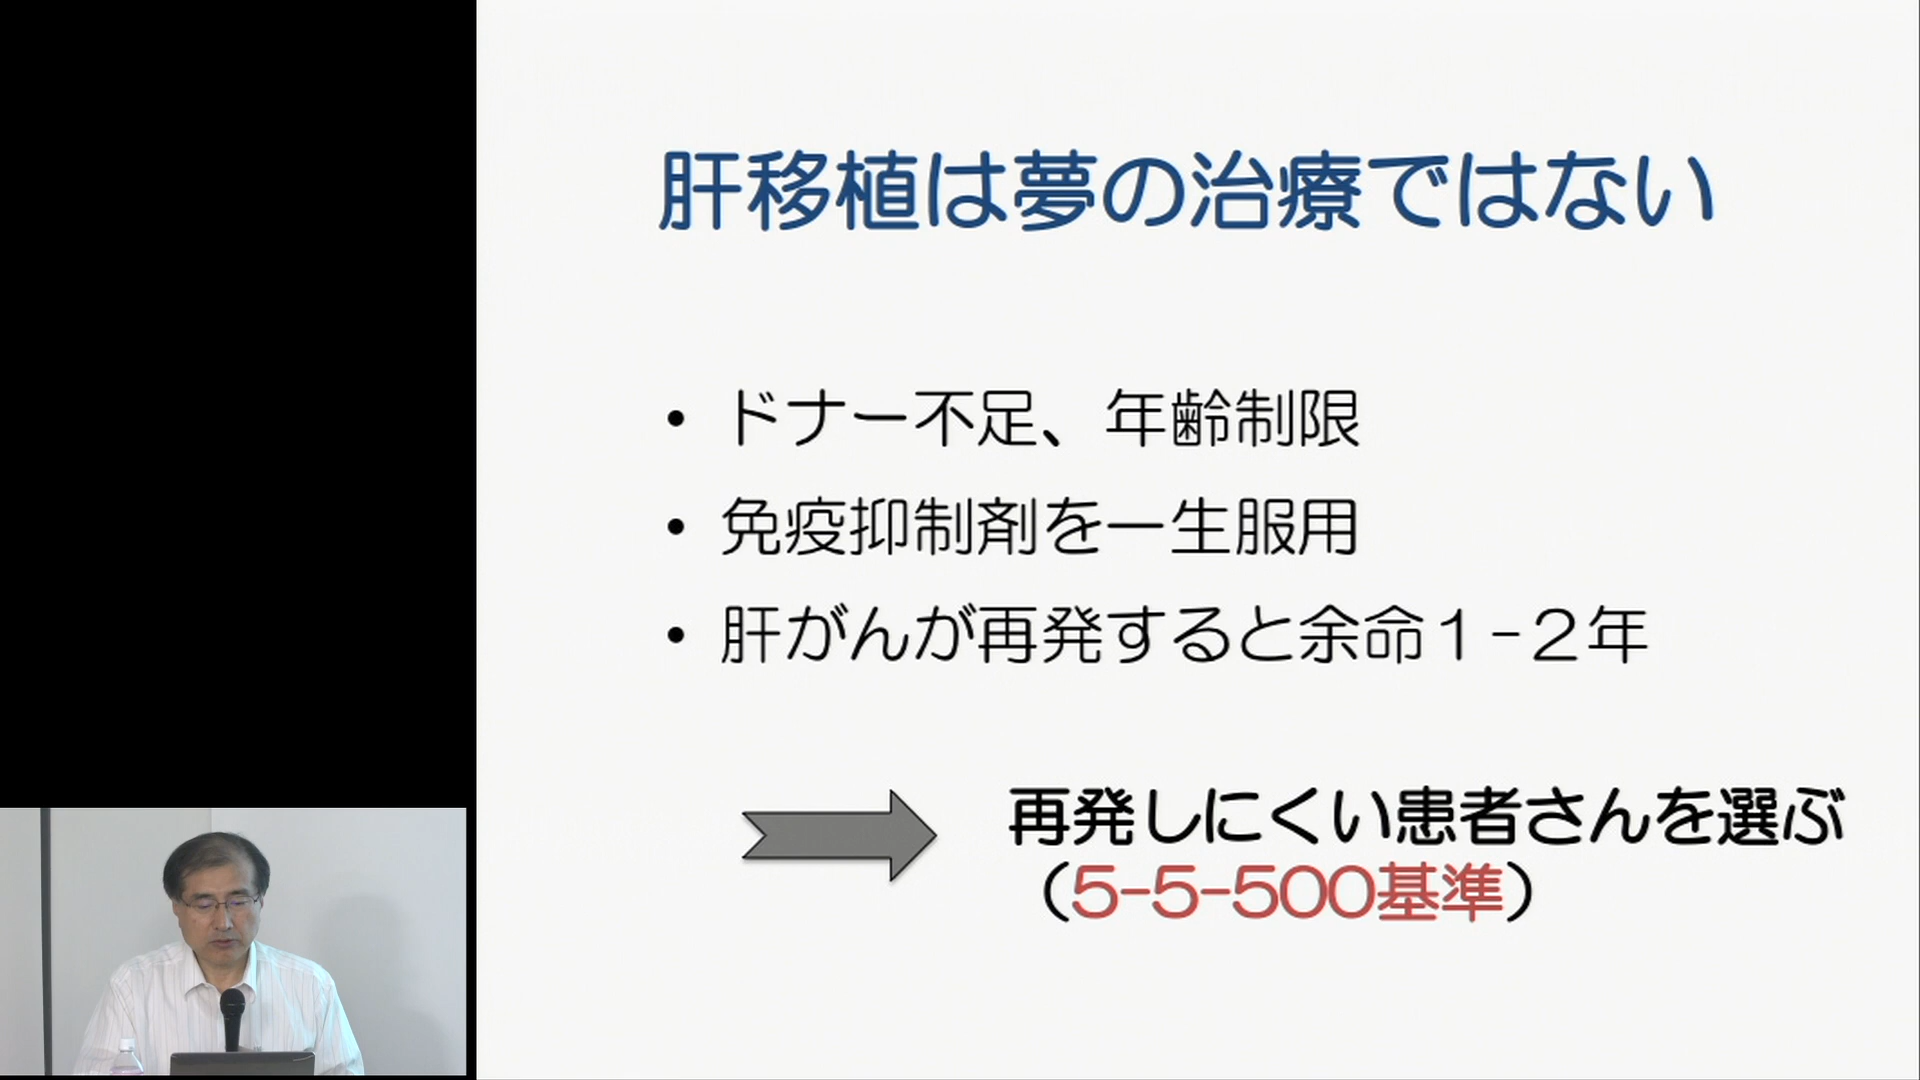 肝移植は夢の治療ではない
• ドナー不足、年齢制限
• 免疫抑制剤を一生服用
• 肝がんが再発すると余命１−２年
再発しにくい患者さんを選ぶ
（5-5-500基準）